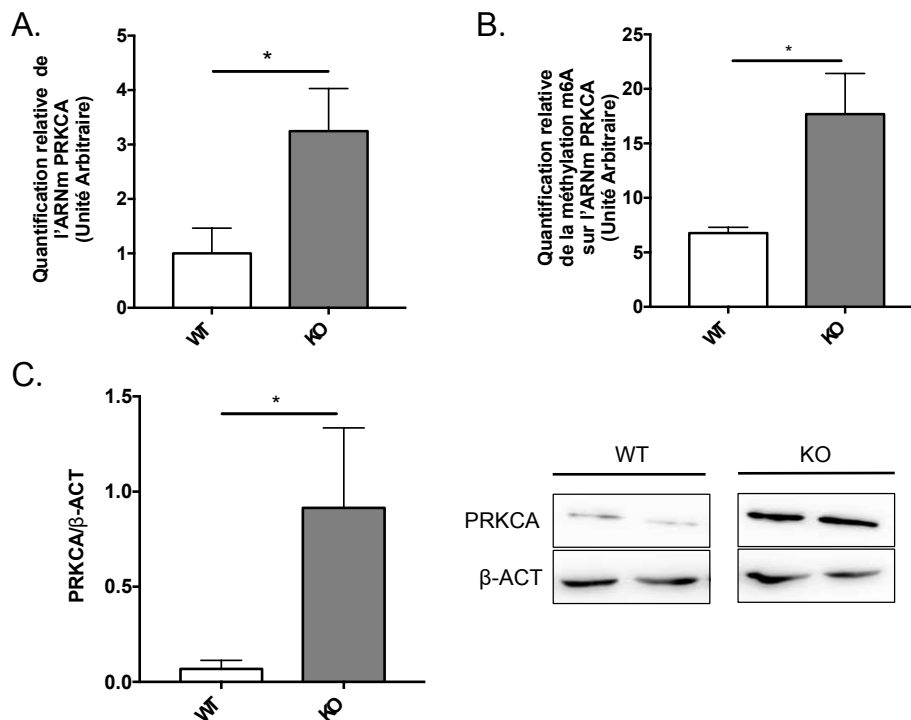 A.
Quantification relative de
l'ARNm PRKCA
(Unité Arbitraire)
5
4
3
2
1
0
*
WT
KO
B.
Quantification relative
de la méthylation m6A
sur l'ARNm PRKCA
(Unité Arbitraire)
25
20
15
10
5
0
*
WT
KO
C.
PRKCA/β-ACT
1.5
1.0
0.5
0.0
*
WT
KO
WT
KO
PRKCA
β-ACT